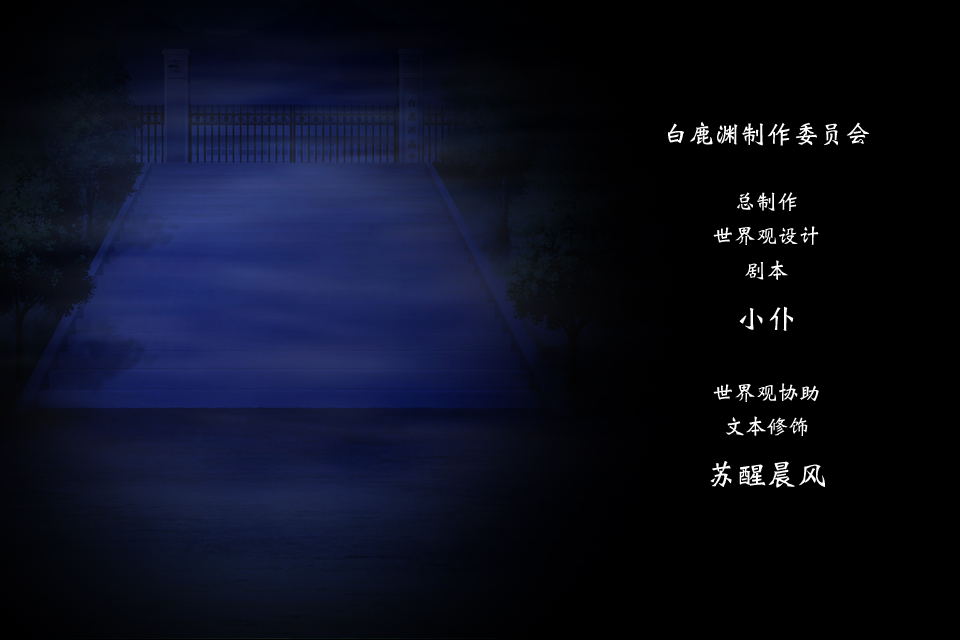 白鹿渊制作委员会
总制作
世界观设计
剧本
小仆
世界观协助
文本修饰
苏醒晨风